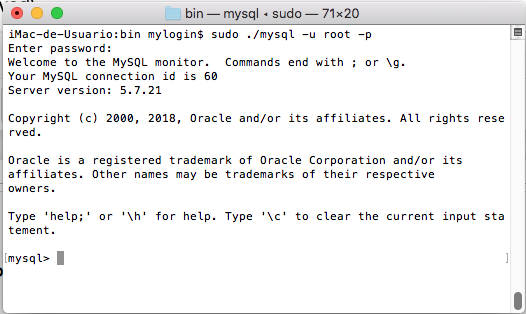 bin — mysql ◂ sudo — 71×20
iMac-de-Usuario:bin mylogin$ sudo ./mysql -u root -p
Enter password:
Welcome to the MySQL monitor.  Commands end with ; or \g.
Your MySQL connection id is 60
Server version: 5.7.21
Copyright (c) 2000, 2018, Oracle and/or its affiliates. All rights rese
rved.
Oracle is a registered trademark of Oracle Corporation and/or its
affiliates. Other names may be trademarks of their respective
owners.
Type 'help;' or '\h' for help. Type '\c' to clear the current input sta
tement.
[mysql> ]